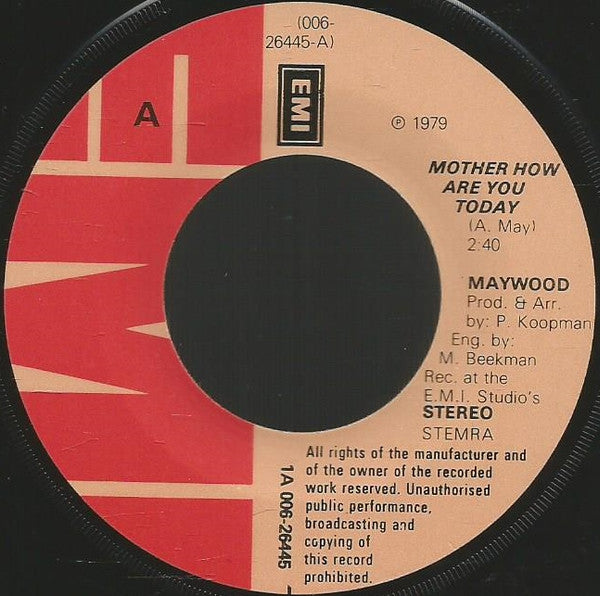 (006-
26445-A)
A
EMI
℗ 1979
MOTHER HOW
ARE YOU
TODAY
(A. May)
2:40
MAYWOOD
Prod. & Arr.
by: P. Koopman
Eng. by:
M. Beekman
Rec. at the
E.M.I. Studio's
STEREO
STEMRA
All rights of the manufacturer and
of the owner of the recorded
work reserved. Unauthorised
public performance,
broadcasting and
copying of
this record
prohibited.
1A 006-26445